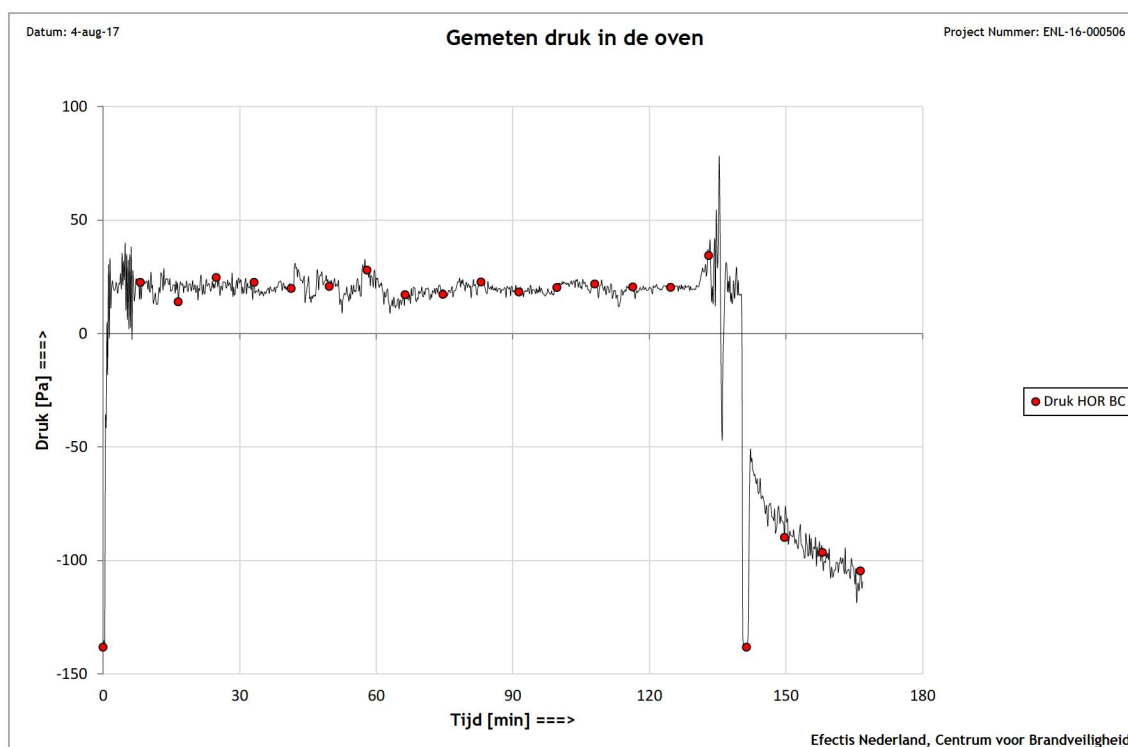 Datum: 4-aug-17
Gemeten druk in de oven
Project Nummer: ENL-16-000506
100
50
0
-50
-100
-150
Druk [Pa] ===>
0 30 60 90 120 150 180
Tijd [min] ===>
Druk HOR BC
Efectis Nederland, Centrum voor Brandveiligheid